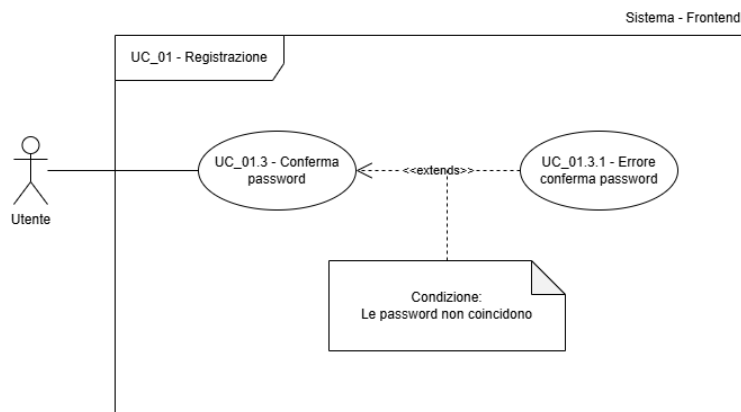 Sistema - Frontend
UC_01 - Registrazione
UC_01.3 - Conferma
password
<<extends>>
UC_01.3.1 - Errore
conferma password
Utente
Condizione:
Le password non coincidono